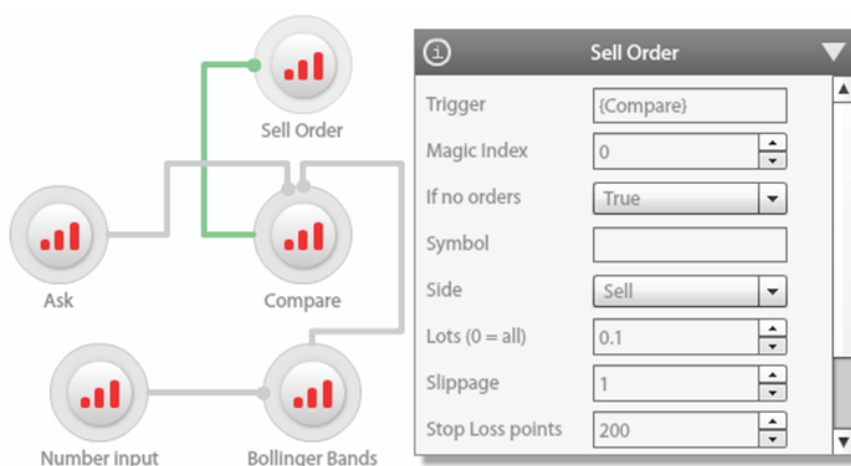 Sell Order
Ask
Compare
Number input
Bollinger Bands
i
Sell Order
Trigger
{Compare}
Magic Index
0
If no orders
True
Symbol
Side
Sell
Lots (0 = all)
0.1
Slippage
1
Stop Loss points
200